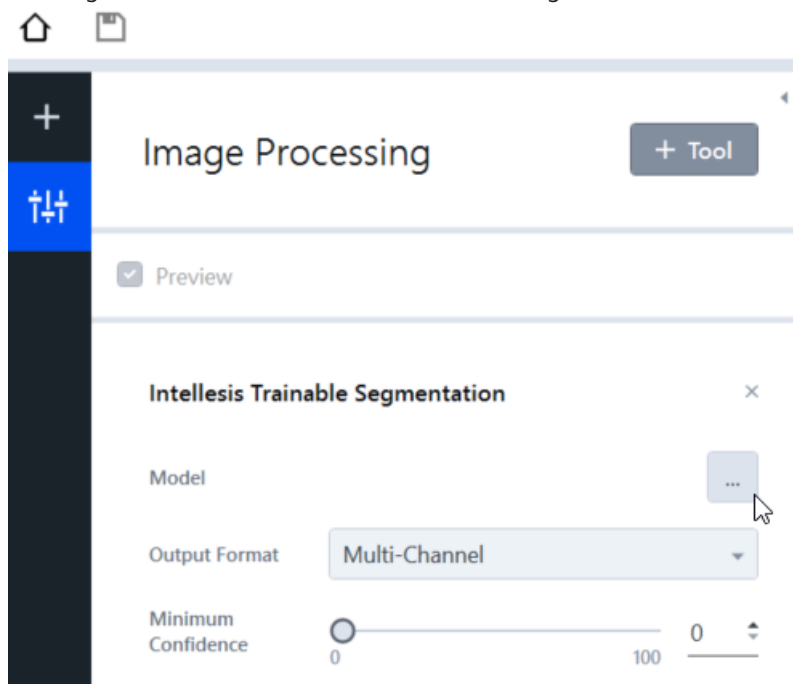 Image Processing
+ Tool
Preview
Intellesis Trainable Segmentation
Model
...
Output Format
Multi-Channel
Minimum
Confidence
0
0
100